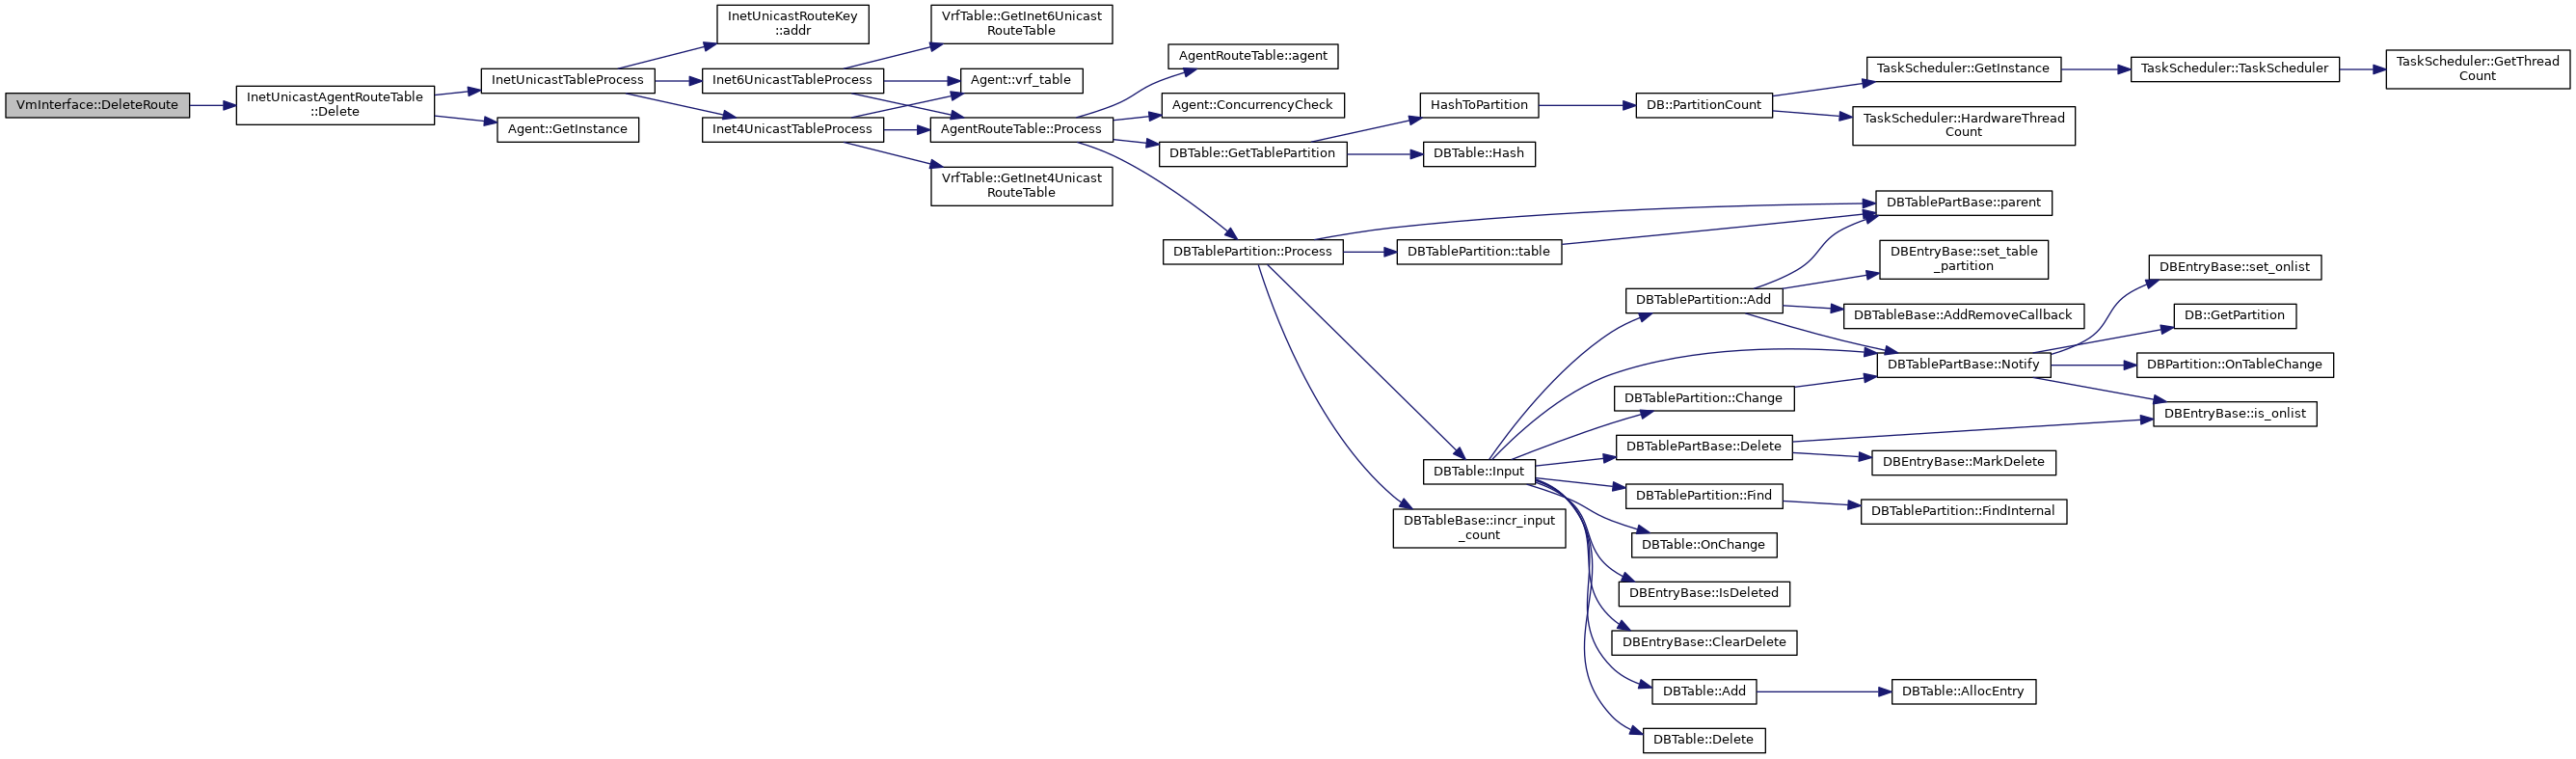 VmInterface::DeleteRoute
InetUnicastAgentRouteTable
::Delete
InetUnicastTableProcess
Agent::GetInstance
InetUnicastRouteKey
::addr
Inet6UnicastTableProcess
Inet4UnicastTableProcess
VrfTable::GetInet6Unicast
RouteTable
Agent::vrf_table
AgentRouteTable::Process
VrfTable::GetInet4Unicast
RouteTable
AgentRouteTable::agent
Agent::ConcurrencyCheck
DBTable::GetTablePartition
DBTablePartition::Process
HashToPartition
DBTable::Hash
DBTablePartition::table
DBTable::Input
DBTableBase::incr_input
_count
DB::PartitionCount
DBTablePartition::Add
DBTablePartition::Change
DBTablePartBase::Delete
DBTablePartition::Find
DBTable::OnChange
DBEntryBase::IsDeleted
DBEntryBase::ClearDelete
DBTable::Add
DBTable::Delete
TaskScheduler::GetInstance
TaskScheduler::HardwareThread
Count
DBTablePartBase::parent
DBEntryBase::set_table
_partition
DBTableBase::AddRemoveCallback
DBTablePartBase::Notify
DBEntryBase::MarkDelete
DBTablePartition::FindInternal
DBTable::AllocEntry
TaskScheduler::TaskScheduler
DBEntryBase::set_onlist
DB::GetPartition
DBPartition::OnTableChange
DBEntryBase::is_onlist
TaskScheduler::GetThread
Count